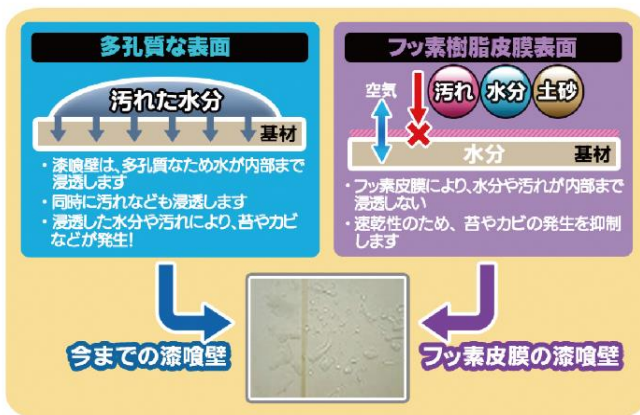 多孔質な表面
汚れた水分
基材
・漆喰壁は、多孔質なため水が内部まで
浸透します
・同時に汚れなども浸透します
・浸透した水分や汚れにより、苔やカビ
などが発生!
今までの漆喰壁
フッ素樹脂皮膜表面
空気
汚れ
水分
土砂
水分
基材
・フッ素皮膜により、水分や汚れが内部まで
浸透しない
・速乾性のため、苔やカビの発生を抑制
します
フッ素皮膜の漆喰壁